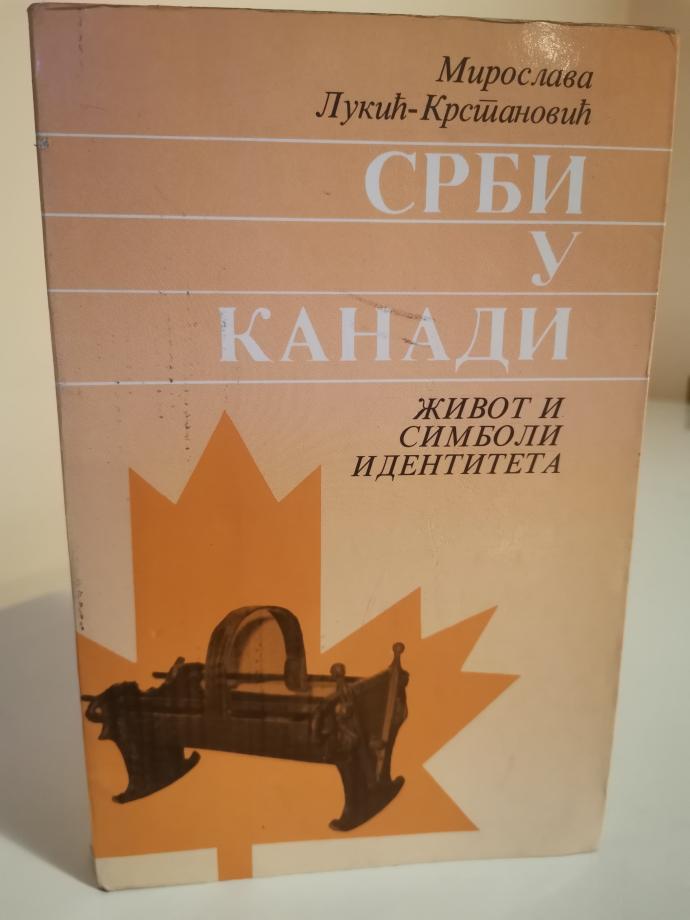 Мирослава
Лукић-Крстановић
СРБИ
У
КАНАДИ
ЖИВОТ И
СИМБОЛИ
ИДЕНТИТЕТА